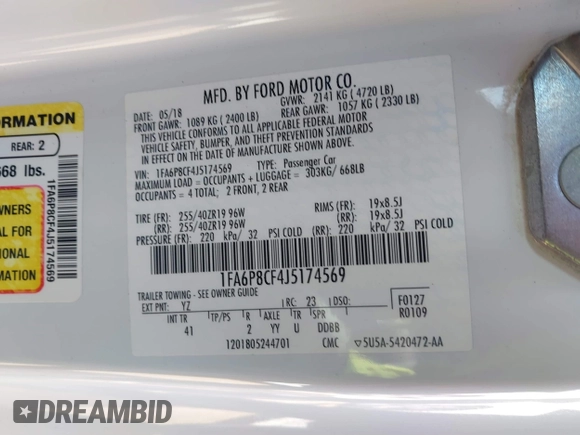 ORMATION
REAR: 2
668 lbs.
WNERS
AL FOR
IONAL
MATION
1FA6P8CF4J5174569
MFD. BY FORD MOTOR CO.
05/18 GVWR: 2141 KG ( 4720 LB)
FRONT GAWR: 1089 KG ( 2400 LB) REAR GAWR: 1057 KG ( 2330 LB)
THIS VEHICLE CONFORMS TO ALL APPLICABLE FEDERAL MOTOR
VEHICLE SAFETY, BUMPER, AND THEFT PREVENTION STANDARDS
IN EFFECT ON THE DATE OF MANUFACTURE SHOWN ABOVE.
VIN: 1FA6P8CF4J5174569 TYPE: Passenger Car
MAXIMUM LOAD = OCCUPANTS + LUGGAGE = 303KG/ 668LB
OCCUPANTS = 4 TOTAL; 2 FRONT, 2 REAR
TIRE (FR): 255/40ZR19 96W RIMS (FR): 19x8.5J
(RR): 255/40ZR19 96W (RR): 19x8.5J
PRESSURE (FR): 220 kPa/ 32 PSI COLD (RR): 220 kPa/ 32 PSI COLD
1FA6P8CF4J5174569
TRAILER TOWING - SEE OWNER GUIDE
EXT PNT: YZ RC: 23 DSO: F0127
INT TR TP/PS R AXLE TR SPR R0109
41 2 YY U DDBB
1201805244701 CMC ▽5U5A-5420472-AA
DREAMBID